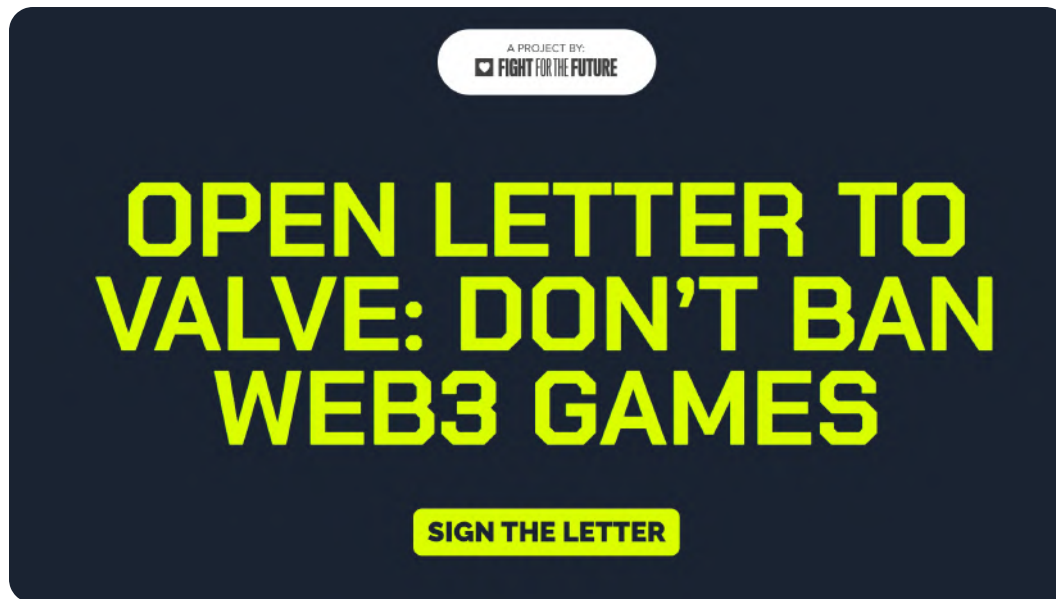 A PROJECT BY:
FIGHT FOR THE FUTURE
OPEN LETTER TO
VALVE: DON’T BAN
WEB3 GAMES
SIGN THE LETTER